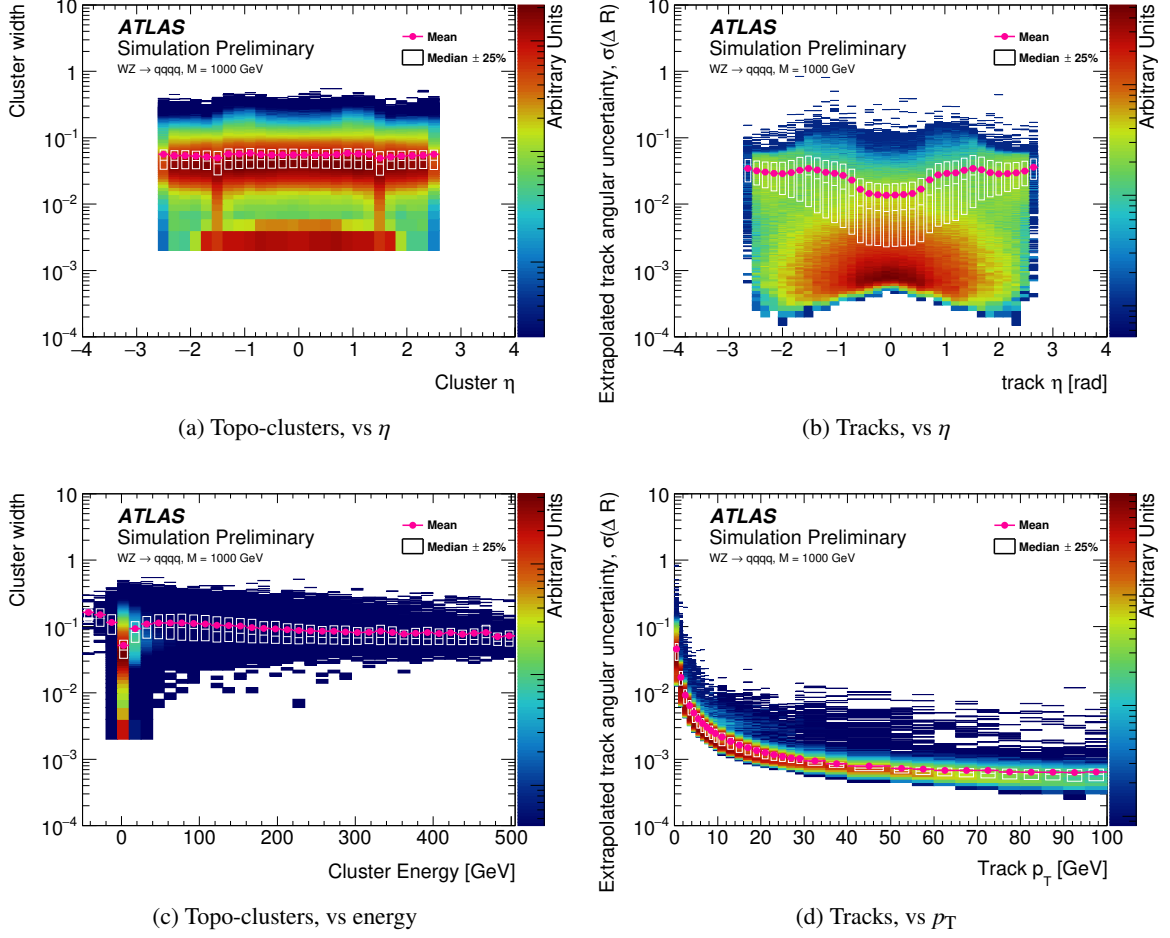 Cluster width
10
1
10⁻¹
10⁻²
10⁻³
10⁻⁴
ATLAS
Simulation Preliminary
WZ → qqqq, M = 1000 GeV
Mean
Median ± 25%
Arbitrary Units
−4 −3 −2 −1 0 1 2 3 4
Cluster η
(a) Topo-clusters, vs η
Extrapolated track angular uncertainty, σ(Δ R)
10
1
10⁻¹
10⁻²
10⁻³
10⁻⁴
ATLAS
Simulation Preliminary
WZ → qqqq, M = 1000 GeV
Mean
Median ± 25%
Arbitrary Units
−4 −3 −2 −1 0 1 2 3 4
track η [rad]
(b) Tracks, vs η
Cluster width
10
1
10⁻¹
10⁻²
10⁻³
10⁻⁴
ATLAS
Simulation Preliminary
WZ → qqqq, M = 1000 GeV
Mean
Median ± 25%
Arbitrary Units
0 100 200 300 400 500
Cluster Energy [GeV]
(c) Topo-clusters, vs energy
Extrapolated track angular uncertainty, σ(Δ R)
10
1
10⁻¹
10⁻²
10⁻³
10⁻⁴
ATLAS
Simulation Preliminary
WZ → qqqq, M = 1000 GeV
Mean
Median ± 25%
Arbitrary Units
0 10 20 30 40 50 60 70 80 90 100
Track p_T [GeV]
(d) Tracks, vs p_T